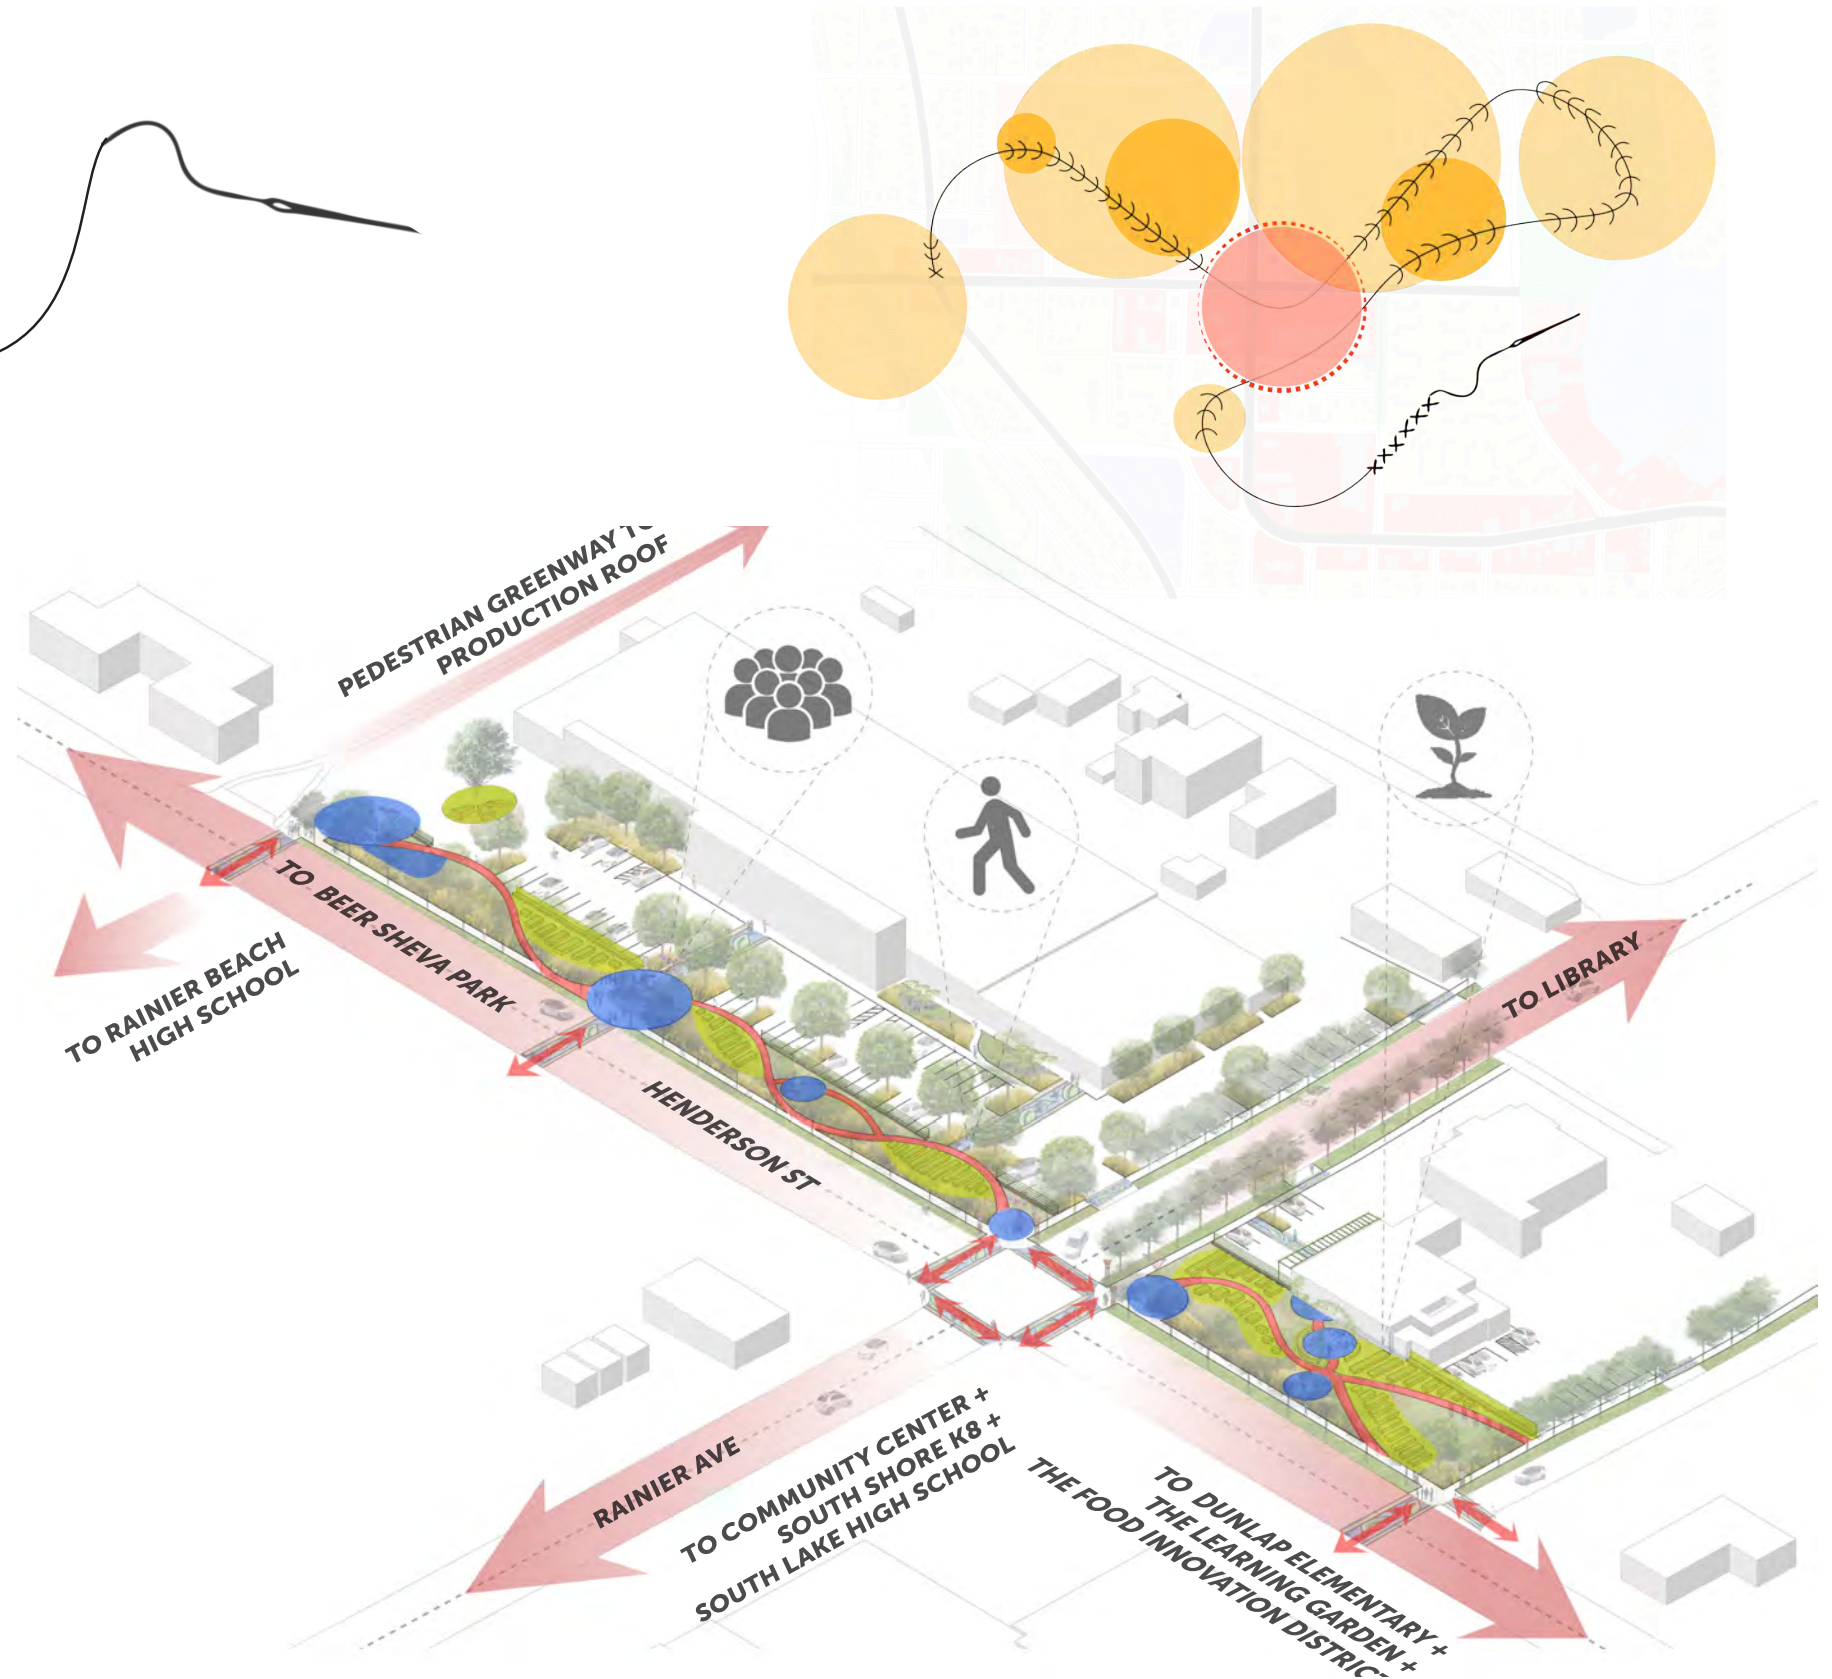 PEDESTRIAN GREENWAY TO
PRODUCTION ROOF
TO BEER SHEVA PARK
TO RAINIER BEACH
HIGH SCHOOL
TO LIBRARY
HENDERSON ST
RAINIER AVE
TO COMMUNITY CENTER +
SOUTH SHORE K8 +
SOUTH LAKE HIGH SCHOOL
TO DUNLAP ELEMENTARY +
THE LEARNING GARDEN +
THE FOOD INNOVATION DISTRICT